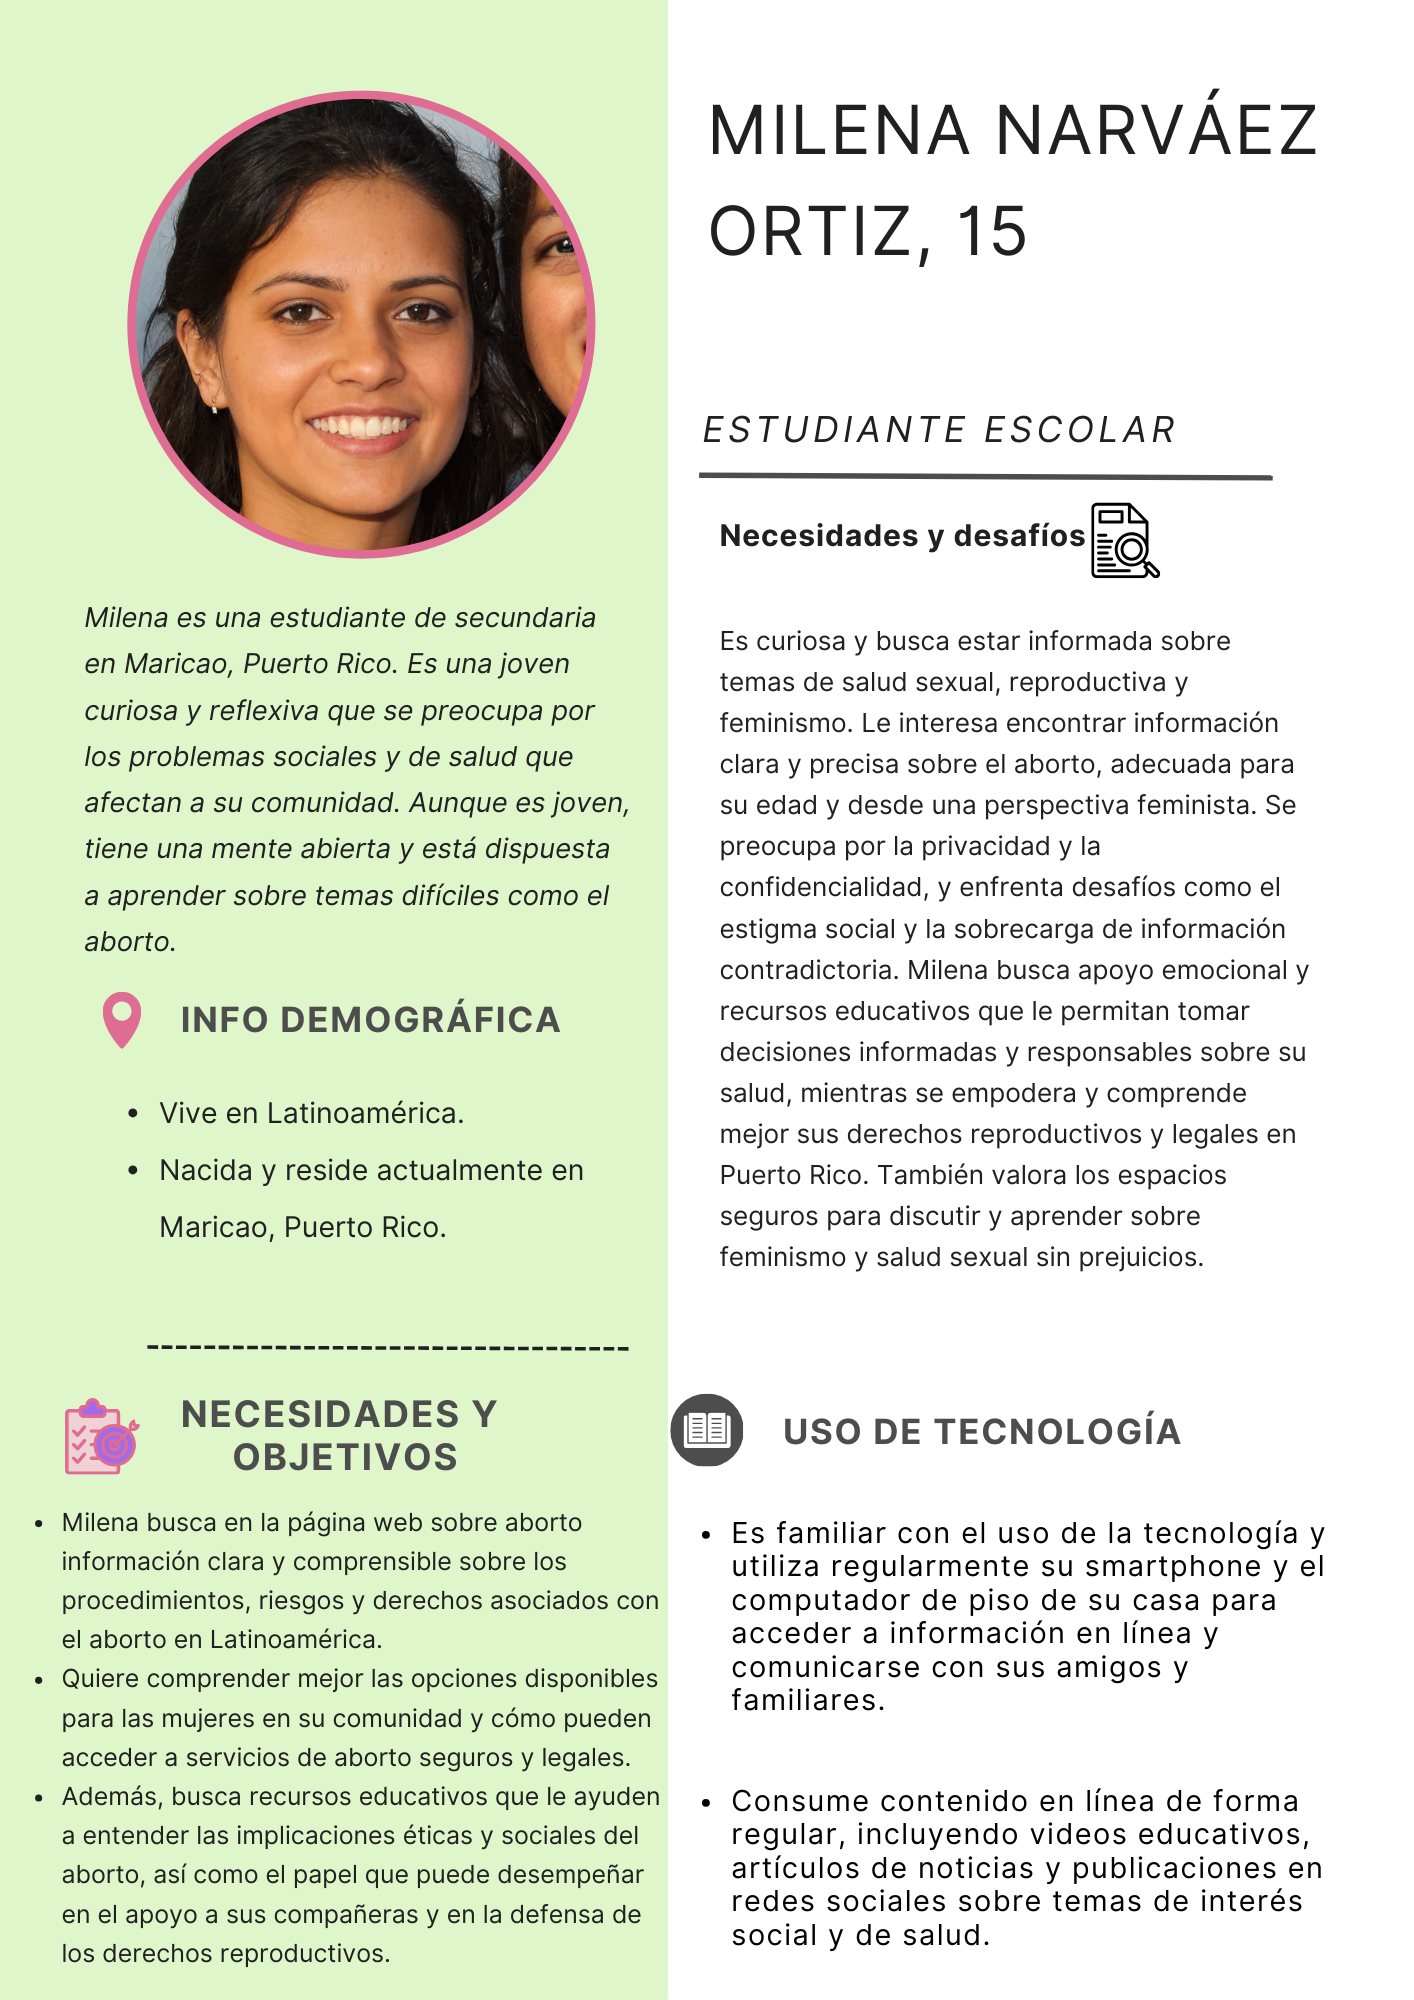 MILENA NARVÁEZ
ORTIZ, 15
ESTUDIANTE ESCOLAR
Necesidades y desafíos
Es curiosa y busca estar informada sobre
temas de salud sexual, reproductiva y
feminismo. Le interesa encontrar información
clara y precisa sobre el aborto, adecuada para
su edad y desde una perspectiva feminista. Se
preocupa por la privacidad y la
confidencialidad, y enfrenta desafíos como el
estigma social y la sobrecarga de información
contradictoria. Milena busca apoyo emocional y
recursos educativos que le permitan tomar
decisiones informadas y responsables sobre su
salud, mientras se empodera y comprende
mejor sus derechos reproductivos y legales en
Puerto Rico. También valora los espacios
seguros para discutir y aprender sobre
feminismo y salud sexual sin prejuicios.
Milena es una estudiante de secundaria
en Maricao, Puerto Rico. Es una joven
curiosa y reflexiva que se preocupa por
los problemas sociales y de salud que
afectan a su comunidad. Aunque es joven,
tiene una mente abierta y está dispuesta
a aprender sobre temas difíciles como el
aborto.
INFO DEMOGRÁFICA
• Vive en Latinoamérica.
• Nacida y reside actualmente en
Maricao, Puerto Rico.
NECESIDADES Y
OBJETIVOS
• Milena busca en la página web sobre aborto
información clara y comprensible sobre los
procedimientos, riesgos y derechos asociados con
el aborto en Latinoamérica.
• Quiere comprender mejor las opciones disponibles
para las mujeres en su comunidad y cómo pueden
acceder a servicios de aborto seguros y legales.
• Además, busca recursos educativos que le ayuden
a entender las implicaciones éticas y sociales del
aborto, así como el papel que puede desempeñar
en el apoyo a sus compañeras y en la defensa de
los derechos reproductivos.
USO DE TECNOLOGÍA
• Es familiar con el uso de la tecnología y
utiliza regularmente su smartphone y el
computador de piso de su casa para
acceder a información en línea y
comunicarse con sus amigos y
familiares.
• Consume contenido en línea de forma
regular, incluyendo videos educativos,
artículos de noticias y publicaciones en
redes sociales sobre temas de interés
social y de salud.